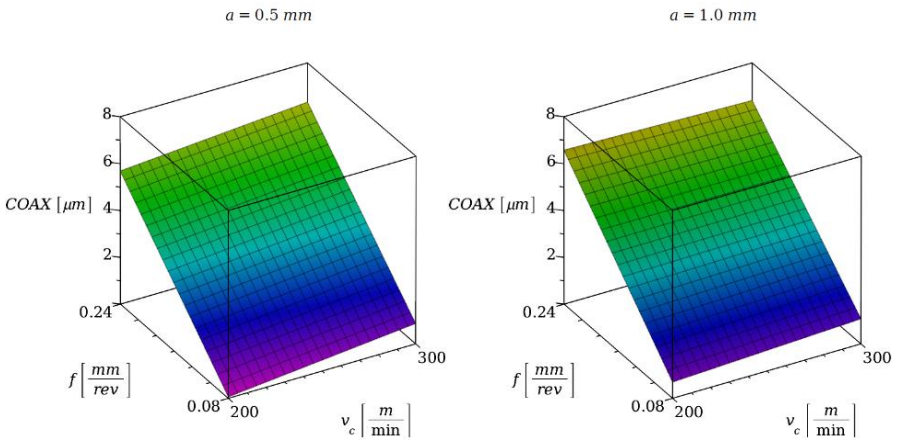 a = 0.5 mm
8
6
COAX [μm] 4
2
0.24
f [mm/rev]
0.08
200
v_c [m/min]
300
a = 1.0 mm
8
6
COAX [μm] 4
2
0.24
f [mm/rev]
0.08
200
v_c [m/min]
300